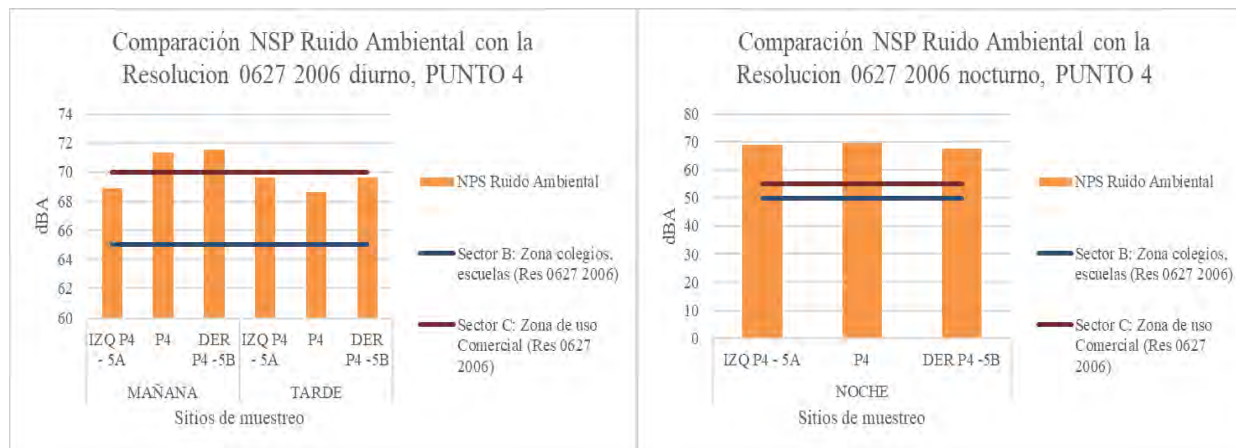 Comparación NSP Ruido Ambiental con la
Resolucion 0627 2006 diurno, PUNTO 4
74
72
70
68
66
64
62
60
dBA
IZQ P4
- 5A
P4
DER
P4 -5B
IZQ P4
- 5A
P4
DER
P4 -5B
MAÑANA
TARDE
Sitios de muestreo
NPS Ruido Ambiental
Sector B: Zona colegios,
escuelas (Res 0627 2006)
Sector C: Zona de uso
Comercial (Res 0627
2006)
Comparación NSP Ruido Ambiental con la
Resolucion 0627 2006 nocturno, PUNTO 4
80
70
60
50
40
30
20
10
0
dBA
IZQ P4 - 5A
P4
DER P4 -5B
NOCHE
Sitios de muestreo
NPS Ruido Ambiental
Sector B: Zona colegios,
escuelas (Res 0627 2006)
Sector C: Zona de uso
Comercial (Res 0627
2006)